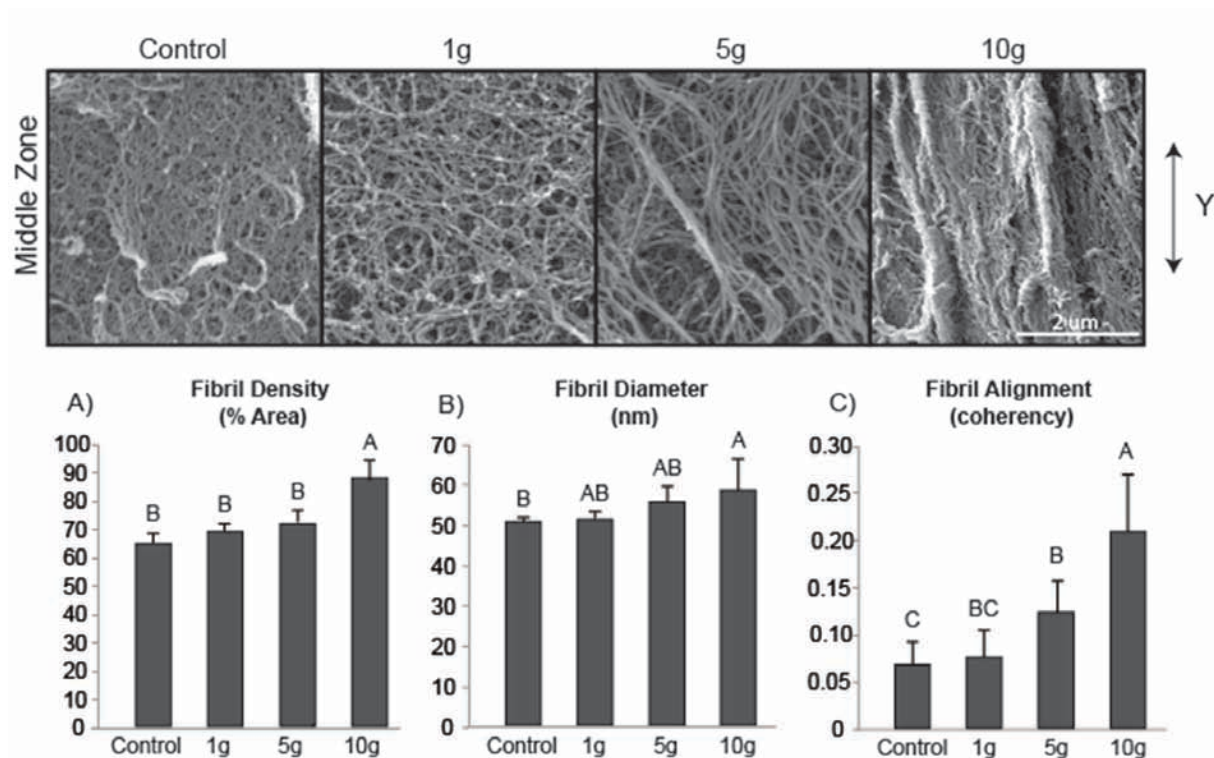 Control 1g 5g 10g
Middle Zone
Y
2 um
A) Fibril Density
(% Area)
100
90
80
70
60
50
40
30
20
10
0
B B B A
Control 1g 5g 10g
B) Fibril Diameter
(nm)
70
60
50
40
30
20
10
0
B AB AB A
Control 1g 5g 10g
C) Fibril Alignment
(coherency)
0.30
0.25
0.20
0.15
0.10
0.05
0
C BC B A
Control 1g 5g 10g